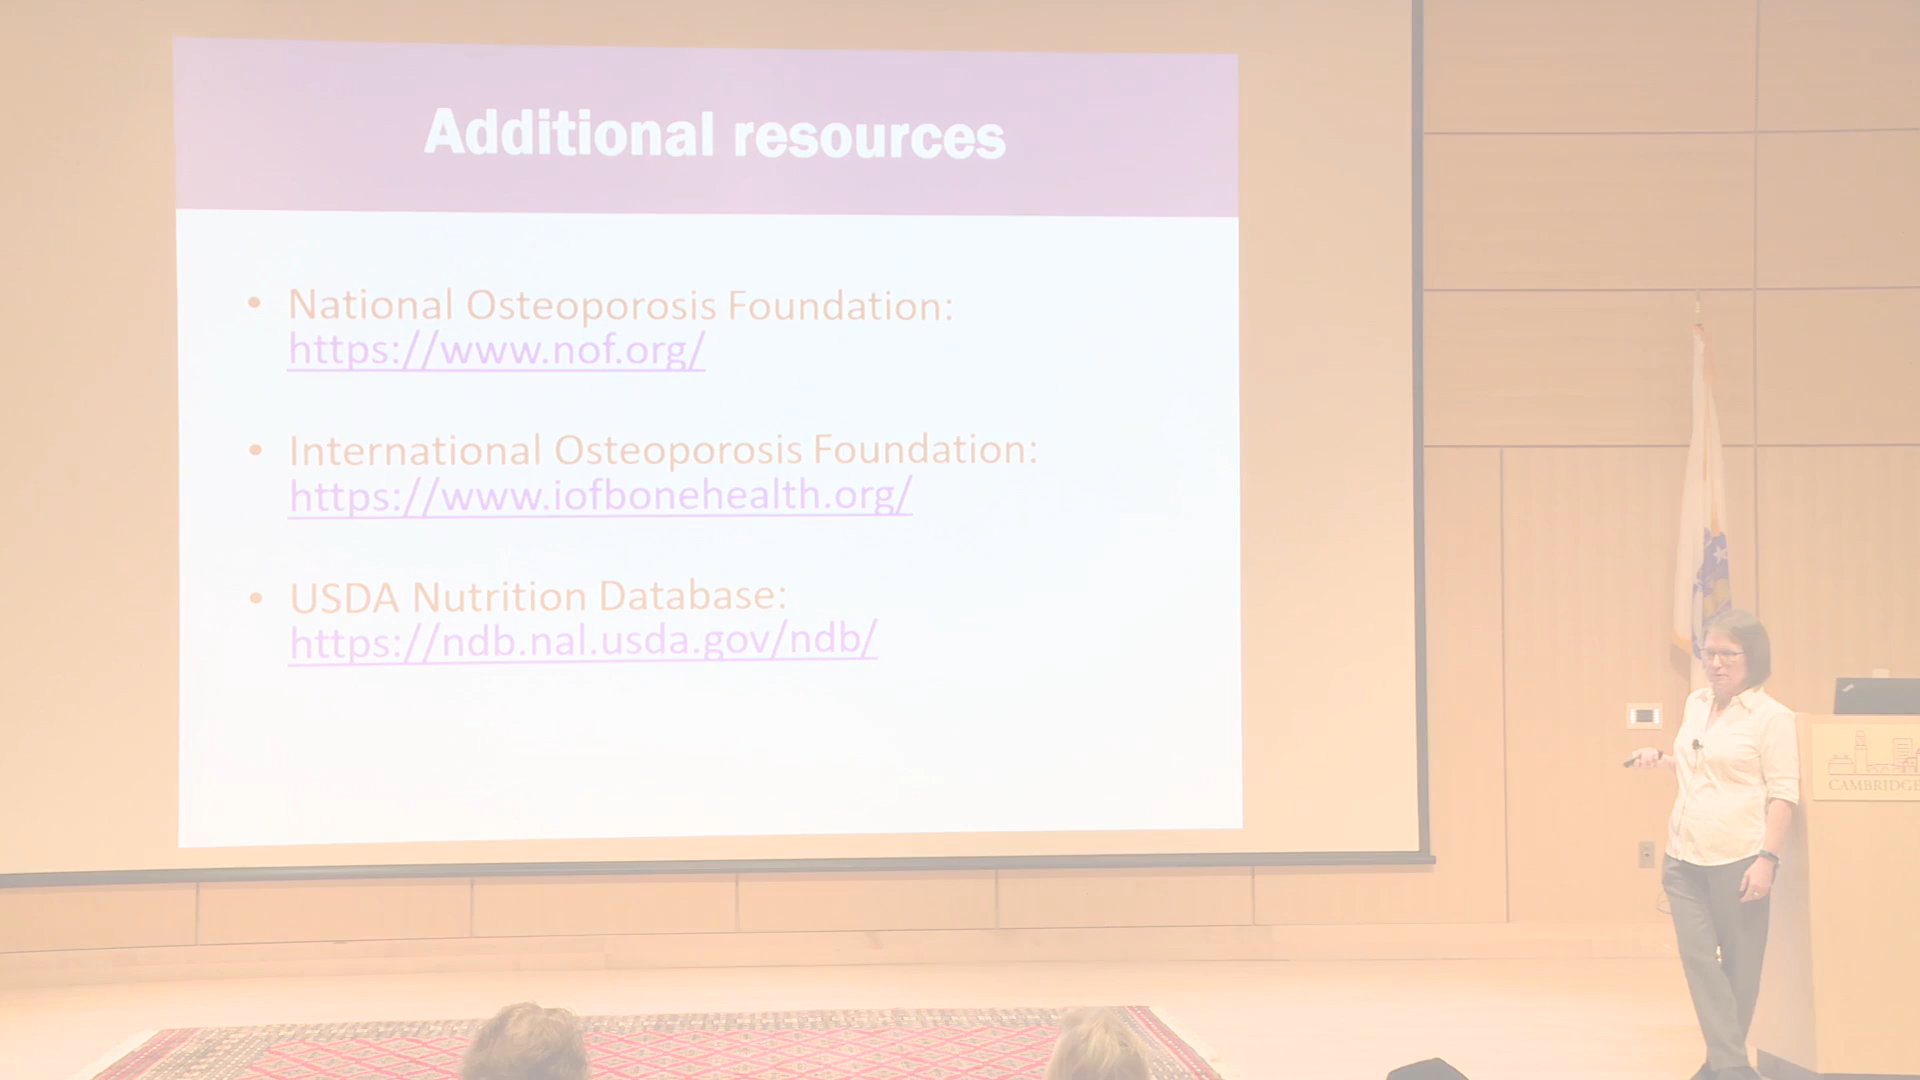 Additional resources
• National Osteoporosis Foundation:
https://www.nof.org/
• International Osteoporosis Foundation:
https://www.iofbonehealth.org/
• USDA Nutrition Database:
https://ndb.nal.usda.gov/ndb/
CAMBRIDGE